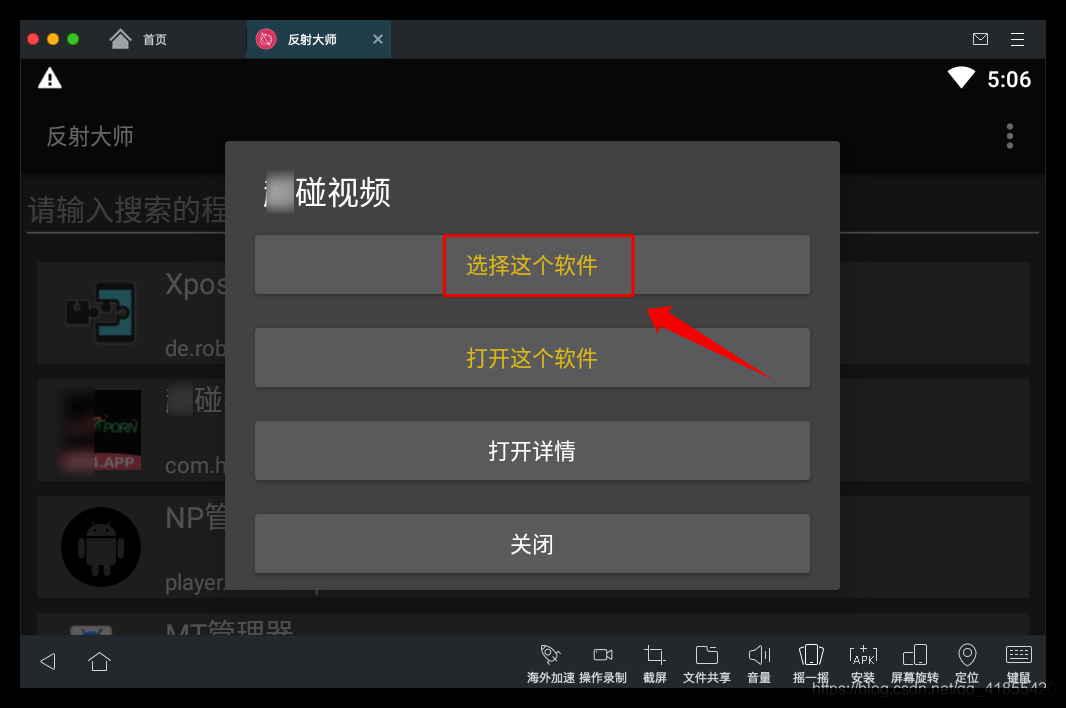 首页
反射大师
5:06
反射大师
碰视频
请输入搜索的程
选择这个软件
Xpos
de.rob
打开这个软件
碰
PORN
4.APP
com.h
打开详情
NP管
player.
关闭
MT管理器
海外加速 操作录制 截屏 文件共享 音量 摇一摇 安装 屏幕旋转 定位 键鼠
APK
https://blog.csdn.net/qq_41855420